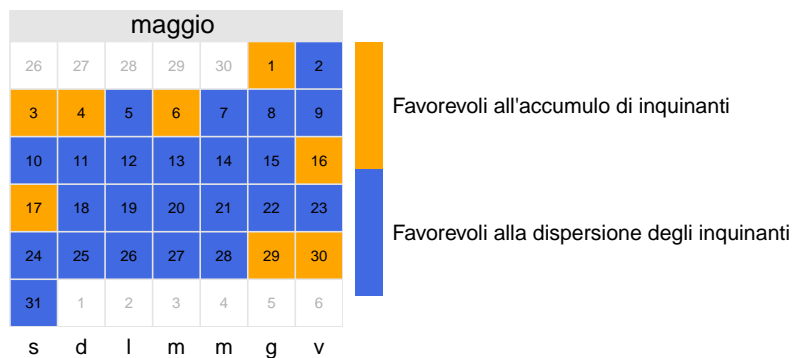 maggio
26 27 28 29 30 1 2
3 4 5 6 7 8 9
10 11 12 13 14 15 16
17 18 19 20 21 22 23
24 25 26 27 28 29 30
31 1 2 3 4 5 6
s d l m m g v
Favorevoli all'accumulo di inquinanti
Favorevoli alla dispersione degli inquinanti